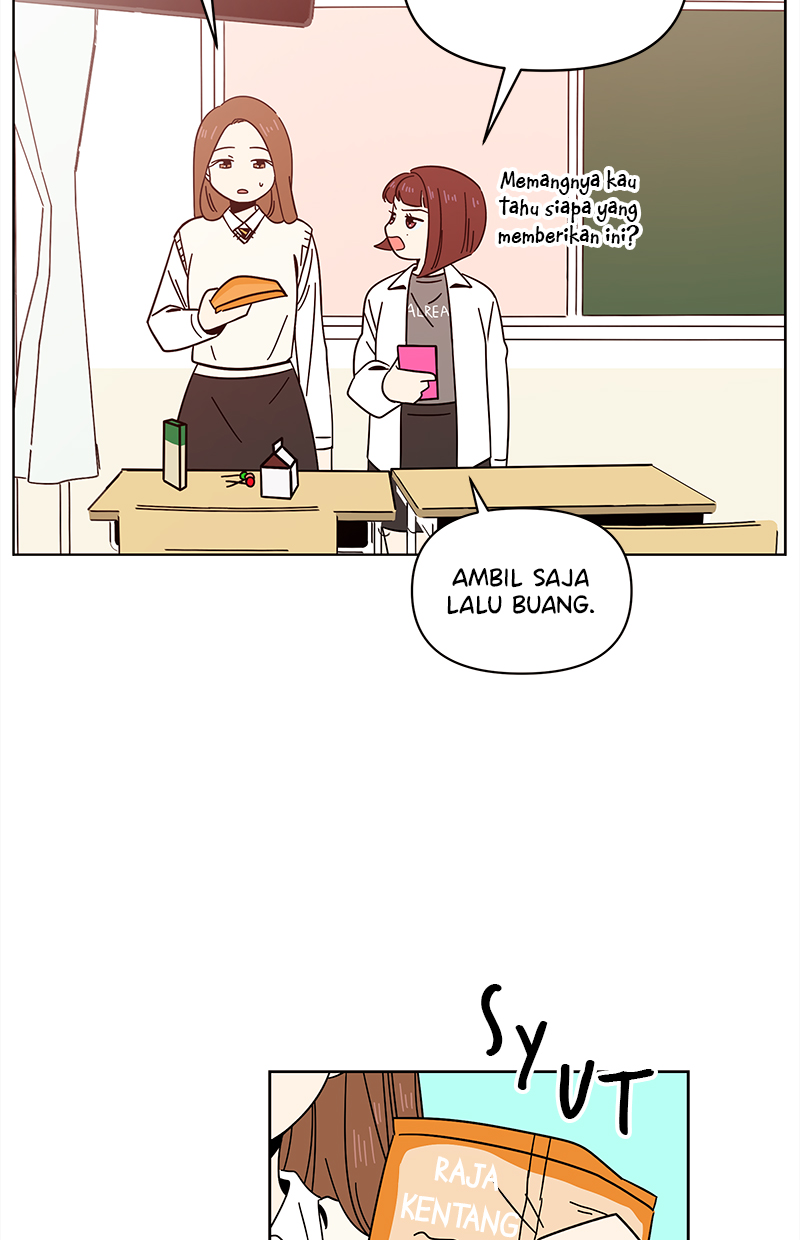 Memangnya kau
tahu siapa yang
memberikan ini?
ALREA
AMBIL SAJA
LALU BUANG.
SYUT
RAJA
KENTANG